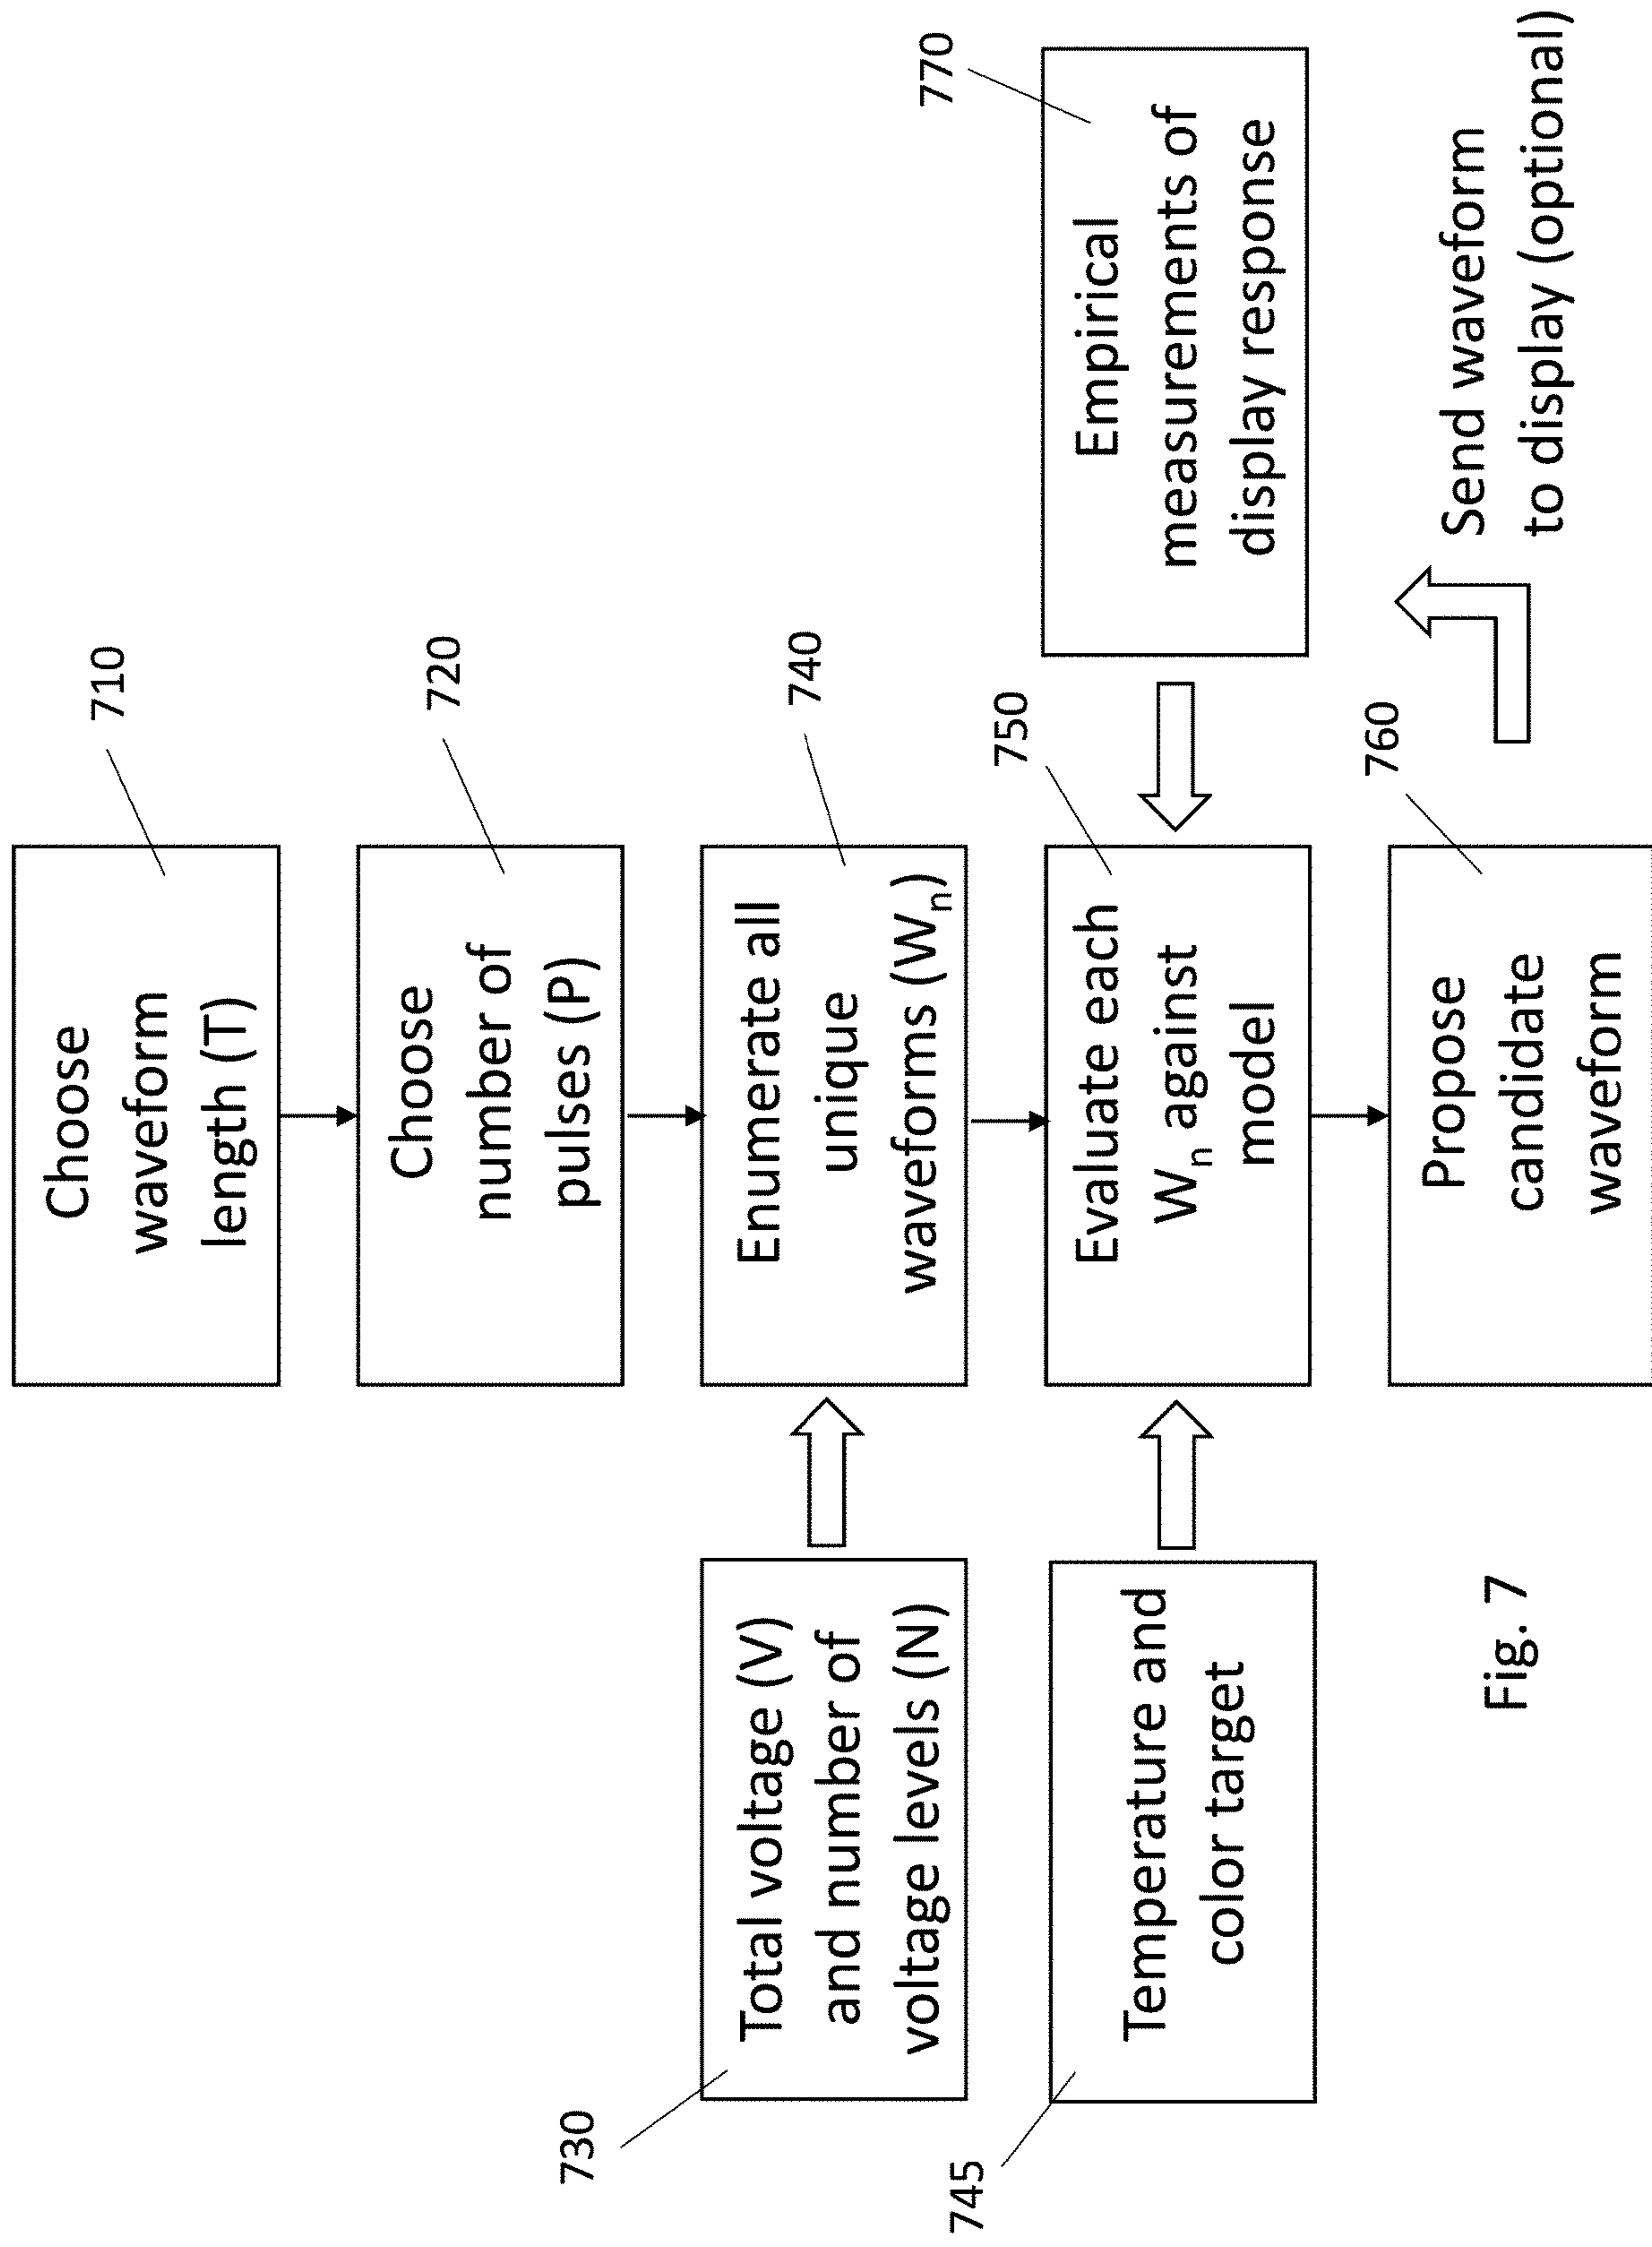 710
Choose
waveform
length (T)
720
Choose
number of
pulses (P)
730
Total voltage (V)
and number of
voltage levels (N)
740
Enumerate all
unique
waveforms (Wn)
745
Temperature and
color target
750
Evaluate each
Wn against
model
770
Empirical
measurements of
display response
760
Propose
candidate
waveform
Send waveform
to display (optional)
Fig. 7